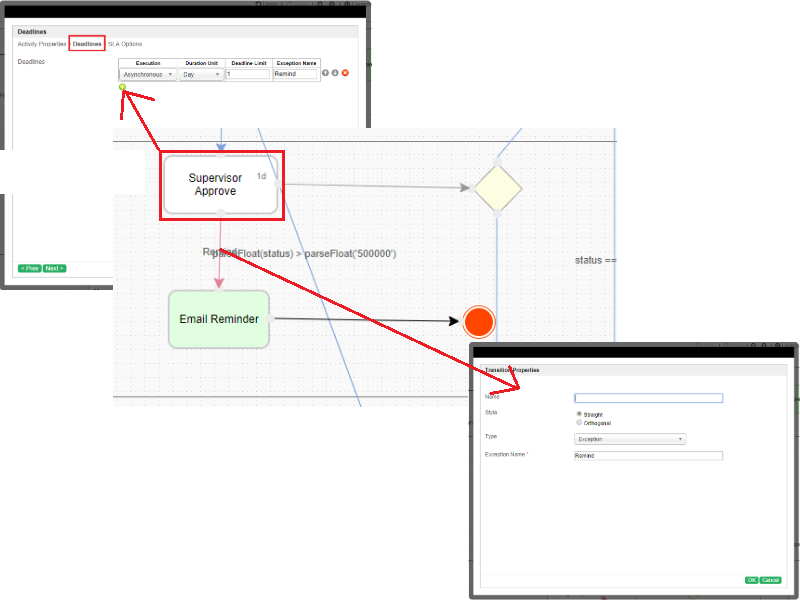 Deadlines
Activity Properties Deadlines SLA Options
Deadlines
Execution Duration Unit Deadline Limit Exception Name
Asynchronous Day 1 Remind
Supervisor
Approve
1d
parseFloat(status) > parseFloat('500000')
status ==
< Prev Next >
Email Reminder
Transition Properties
Name
Style
Straight
Orthogonal
Type
Exception
Exception Name *
Remind
OK Cancel